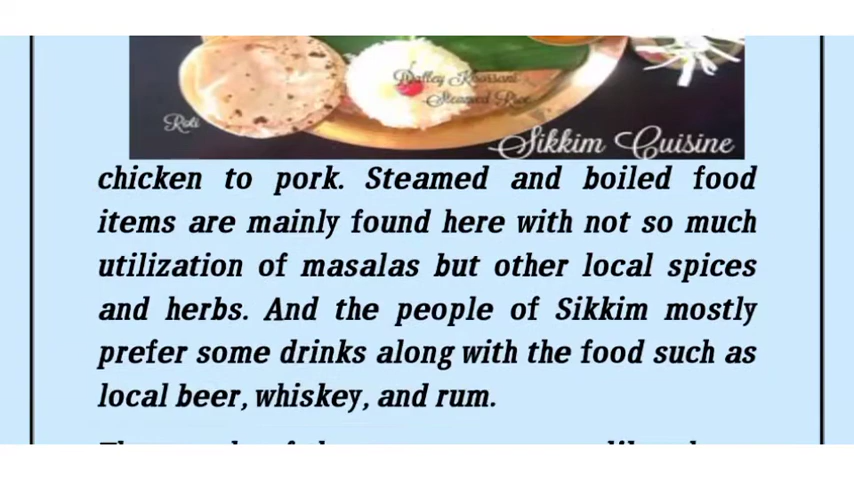 Dalley Khorsani
Steamed Rice
Roti
Sikkim Cuisine
chicken to pork. Steamed and boiled food
items are mainly found here with not so much
utilization of masalas but other local spices
and herbs. And the people of Sikkim mostly
prefer some drinks along with the food such as
local beer, whiskey, and rum.